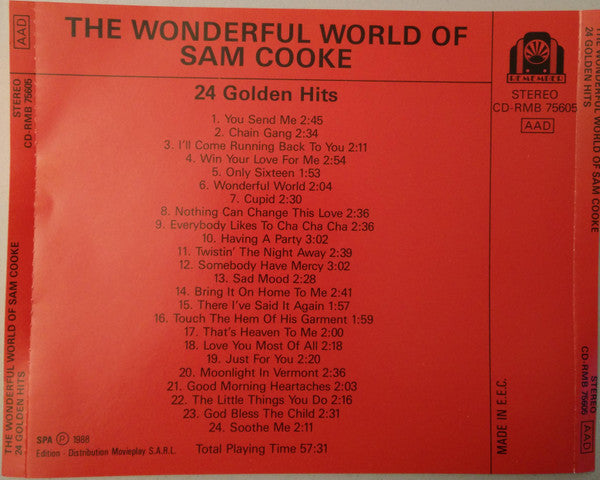 THE WONDERFUL WORLD OF
SAM COOKE
24 Golden Hits
1. You Send Me 2:45
2. Chain Gang 2:34
3. I'll Come Running Back To You 2:11
4. Win Your Love For Me 2:54
5. Only Sixteen 1:53
6. Wonderful World 2:04
7. Cupid 2:30
8. Nothing Can Change This Love 2:36
9. Everybody Likes To Cha Cha Cha 2:36
10. Having A Party 3:02
11. Twistin' The Night Away 2:39
12. Somebody Have Mercy 3:02
13. Sad Mood 2:28
14. Bring It On Home To Me 2:41
15. There I've Said It Again 1:57
16. Touch The Hem Of His Garment 1:59
17. That's Heaven To Me 2:00
18. Love You Most Of All 2:18
19. Just For You 2:20
20. Moonlight In Vermont 2:36
21. Good Morning Heartaches 2:03
22. The Little Things You Do 2:16
23. God Bless The Child 2:31
24. Soothe Me 2:11
Total Playing Time 57:31
SPA Ⓟ 1988
Edition - Distribution Movieplay S.A.R.L.
REMEMBER
STEREO
CD-RMB 75605
AAD
MADE IN E.E.C.
THE WONDERFUL WORLD OF SAM COOKE
24 GOLDEN HITS
STEREO
CD-RMB 75605
AAD
THE WONDERFUL WORLD OF SAM COOKE
24 GOLDEN HITS
STEREO
CD-RMB 75605
AAD